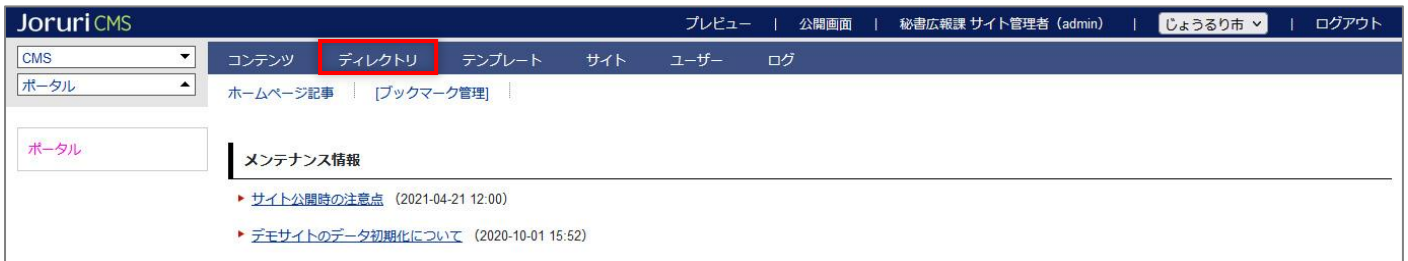 Joruri CMS プレビュー | 公開画面 | 秘書広報課 サイト管理者（admin） | じょうるり市 | ログアウト
CMS コンテンツ ディレクトリ テンプレート サイト ユーザー ログ
ポータル ホームページ記事 [ブックマーク管理]
ポータル
メンテナンス情報
サイト公開時の注意点 （2021-04-21 12:00）
デモサイトのデータ初期化について （2020-10-01 15:52）